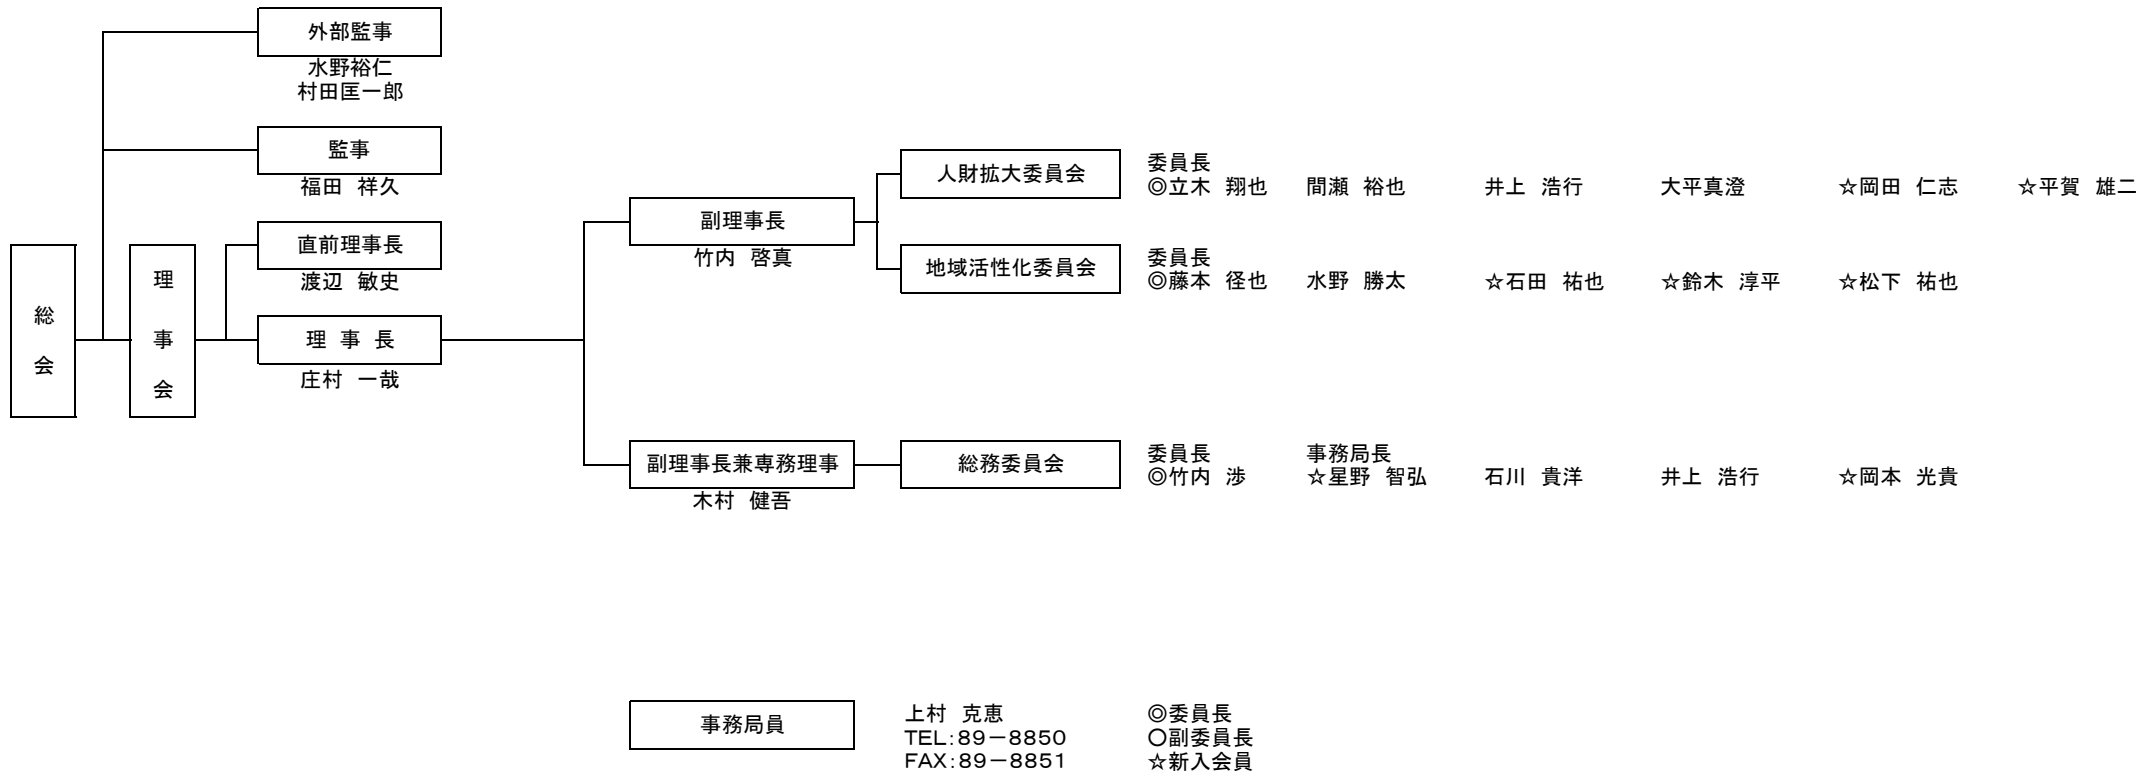 外部監事
水野裕仁
村田匡一郎
監事
福田 祥久
直前理事長
渡辺 敏史
総会
理事会
理 事 長
庄村 一哉
副理事長
竹内 啓真
人財拡大委員会
委員長
◎立木 翔也 間瀬 裕也 井上 浩行 大平真澄 ☆岡田 仁志 ☆平賀 雄二
地域活性化委員会
委員長
◎藤本 径也 水野 勝太 ☆石田 祐也 ☆鈴木 淳平 ☆松下 祐也
副理事長兼専務理事
木村 健吾
総務委員会
委員長 事務局長
◎竹内 渉 ☆星野 智弘 石川 貴洋 井上 浩行 ☆岡本 光貴
事務局員
上村 克恵
TEL:89-8850
FAX:89-8851
◎委員長
○副委員長
☆新入会員